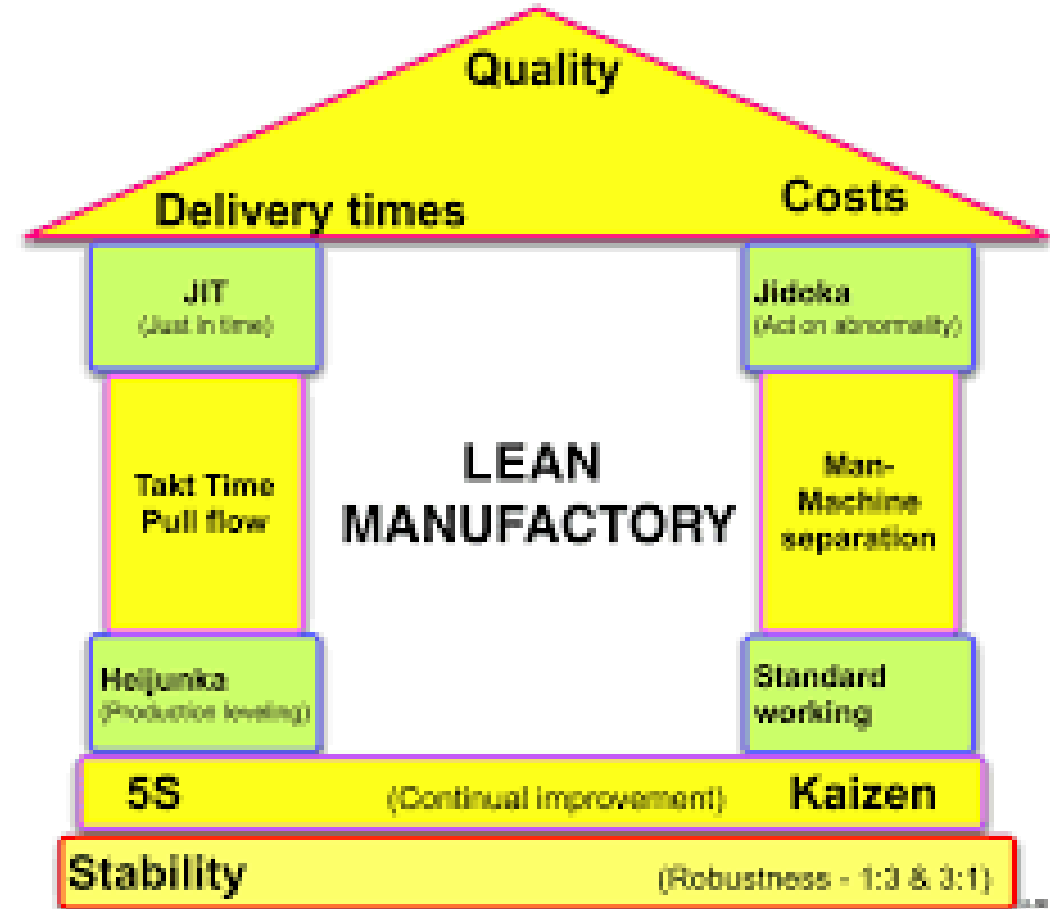 Quality
Delivery times
Costs
JIT
(Just in time)
Jidoka
(Act on abnormality)
Takt Time
Pull flow
LEAN
MANUFACTORY
Man-
Machine
separation
Heijunka
(Production leveling)
Standard
working
5S (Continual improvement) Kaizen
Stability (Robustness - 1:3 & 3:1)